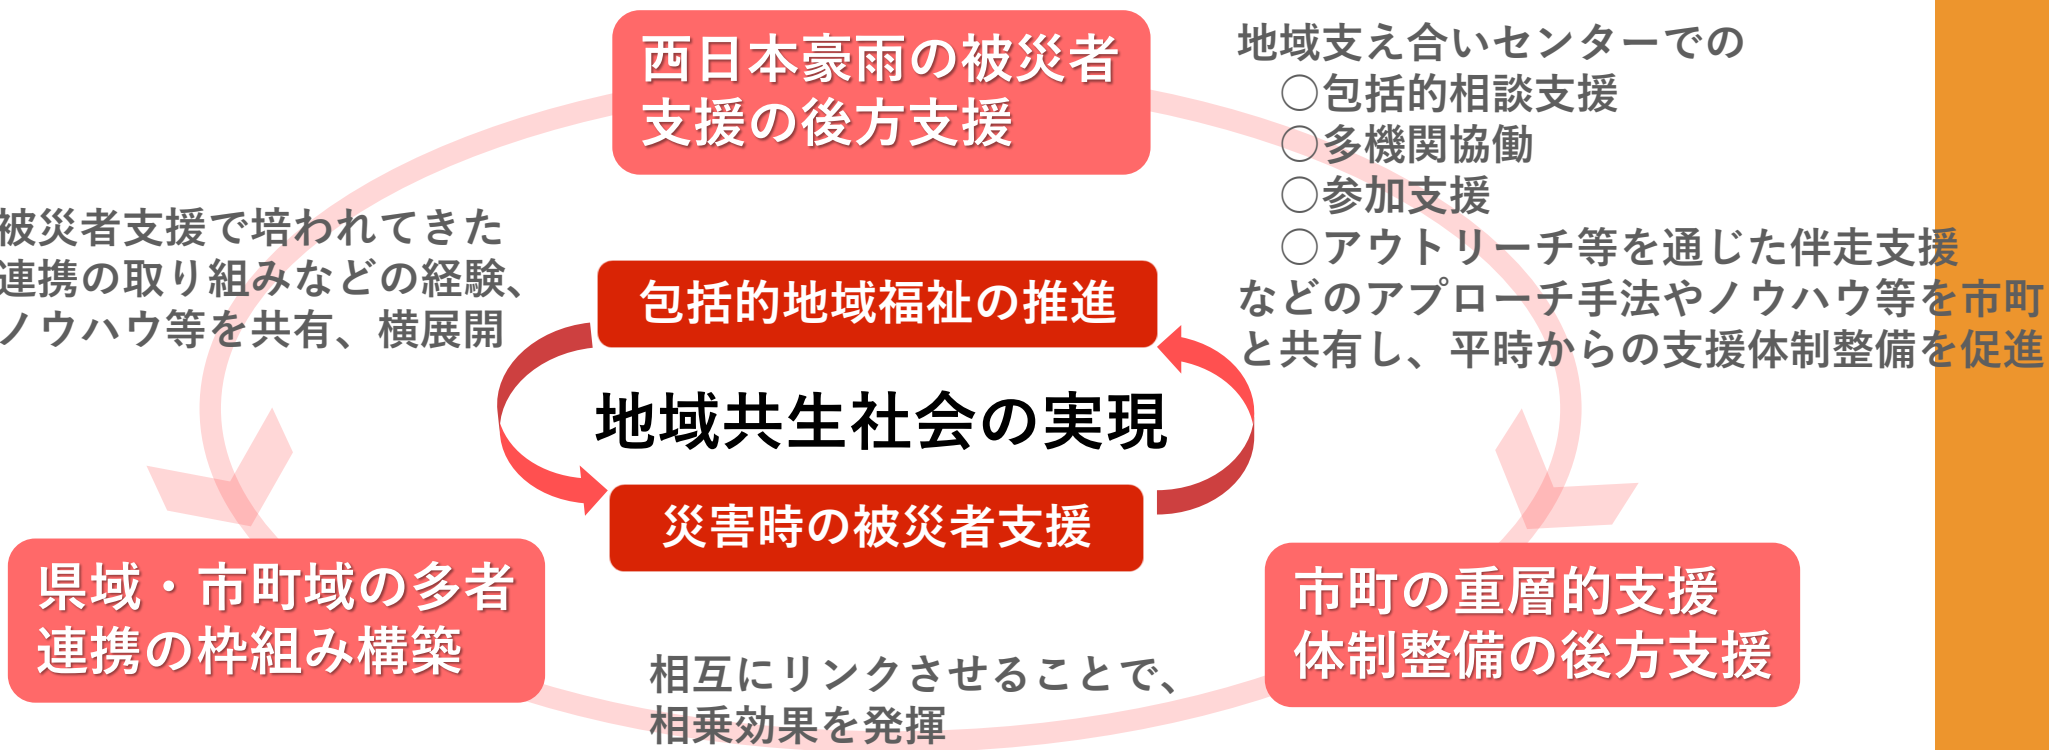 西日本豪雨の被災者
支援の後方支援
地域支え合いセンターでの
○包括的相談支援
○多機関協働
○参加支援
○アウトリーチ等を通じた伴走支援
などのアプローチ手法やノウハウ等を市町
と共有し、平時からの支援体制整備を促進
被災者支援で培われてきた
連携の取り組みなどの経験、
ノウハウ等を共有、横展開
包括的地域福祉の推進
地域共生社会の実現
災害時の被災者支援
県域・市町域の多者
連携の枠組み構築
市町の重層的支援
体制整備の後方支援
相互にリンクさせることで、
相乗効果を発揮